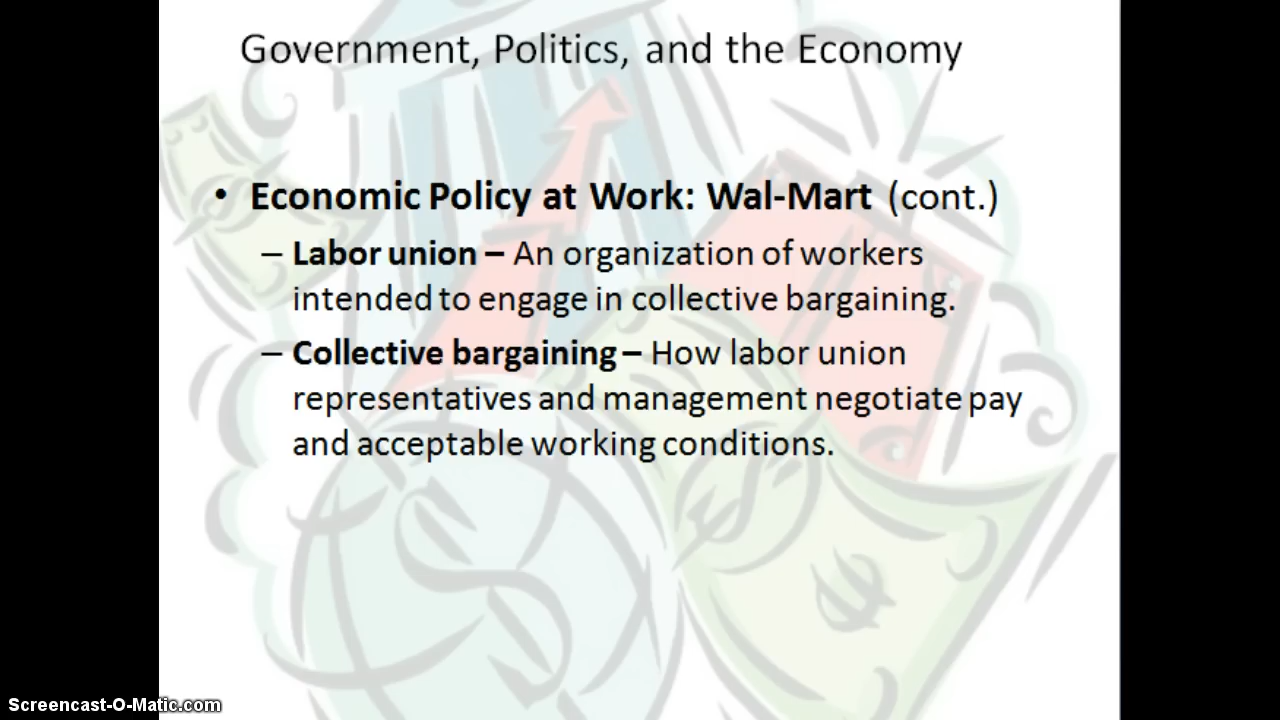 Government, Politics, and the Economy
• Economic Policy at Work: Wal-Mart (cont.)
– Labor union – An organization of workers
intended to engage in collective bargaining.
– Collective bargaining – How labor union
representatives and management negotiate pay
and acceptable working conditions.
Screencast-O-Matic.com